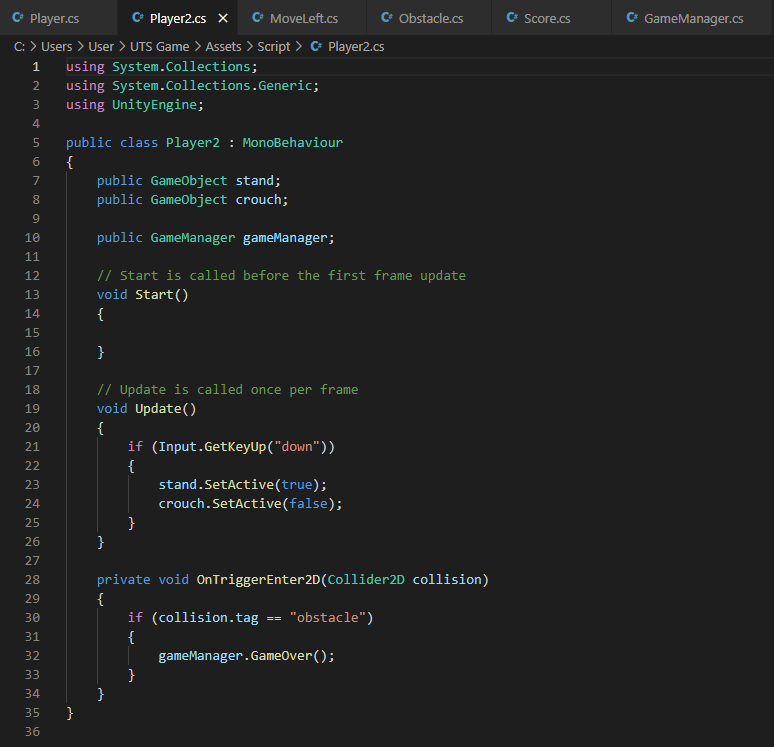 Player.cs Player2.cs MoveLeft.cs Obstacle.cs Score.cs GameManager.cs
C: > Users > User > UTS Game > Assets > Script > Player2.cs
1 using System.Collections;
2 using System.Collections.Generic;
3 using UnityEngine;
4
5 public class Player2 : MonoBehaviour
6 {
7     public GameObject stand;
8     public GameObject crouch;
9
10     public GameManager gameManager;
11
12     // Start is called before the first frame update
13     void Start()
14     {
15
16     }
17
18     // Update is called once per frame
19     void Update()
20     {
21         if (Input.GetKeyUp("down"))
22         {
23             stand.SetActive(true);
24             crouch.SetActive(false);
25         }
26     }
27
28     private void OnTriggerEnter2D(Collider2D collision)
29     {
30         if (collision.tag == "obstacle")
31         {
32             gameManager.GameOver();
33         }
34     }
35 }
36